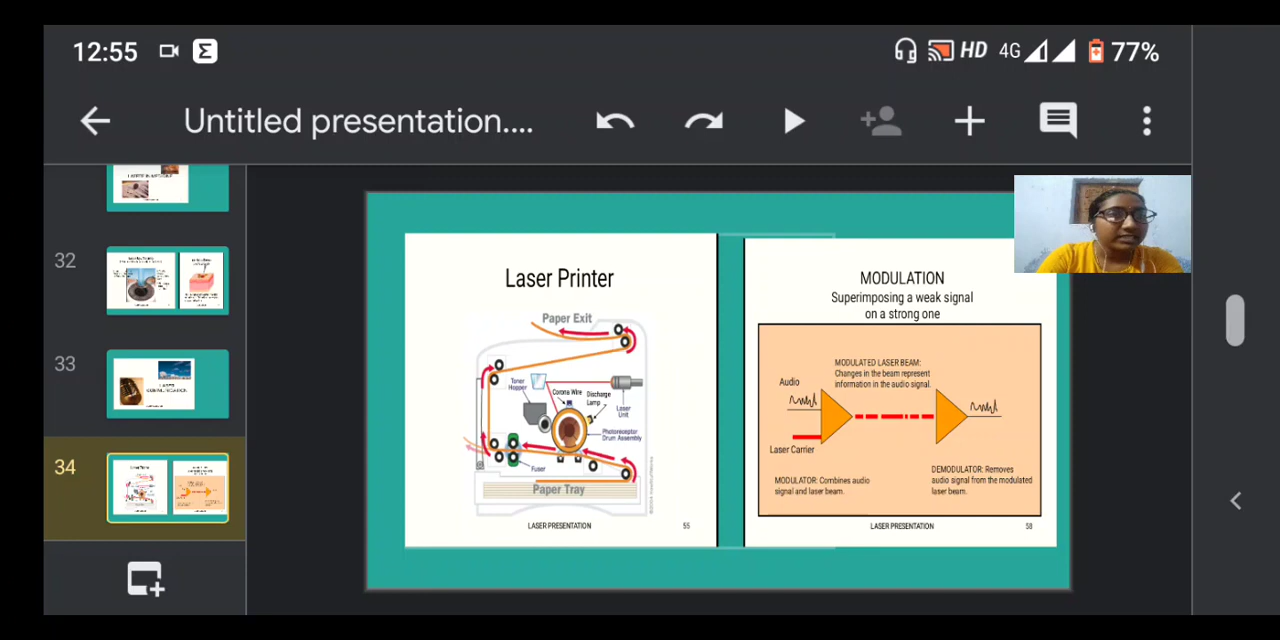 12:55
HD 4G 77%
Untitled presentation....
32
33
34
Laser Printer
Paper Exit
Toner
Hopper
Corona Wire
Discharge
Lamp
Laser
Unit
Photoreceptor
Drum Assembly
Fuser
Paper Tray
LASER PRESENTATION 55
MODULATION
Superimposing a weak signal
on a strong one
MODULATED LASER BEAM:
Changes in the beam represent
information in the audio signal.
Audio
Laser Carrier
MODULATOR: Combines audio
signal and laser beam.
DEMODULATOR: Removes
audio signal from the modulated
laser beam.
LASER PRESENTATION 58